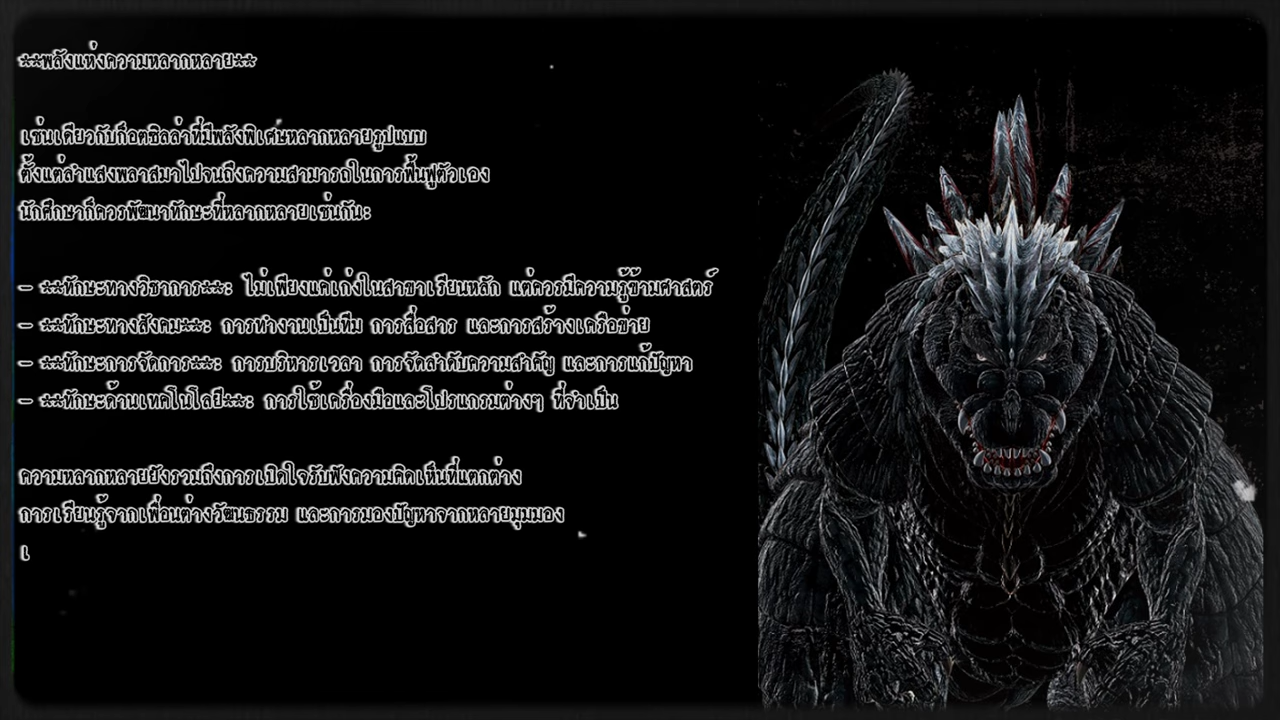 **พลังแห่งความหลากหลาย**
เช่นเดียวกับก็อตซิลล่าที่มีพลังพิเศษหลากหลายรูปแบบ
ตั้งแต่ลำแสงพลาสมาไปจนถึงความสามารถในการฟื้นฟูตัวเอง
นักศึกษาก็ควรพัฒนาทักษะที่หลากหลายเช่นกัน:
- **ทักษะทางวิชาการ**: ไม่เพียงแค่เก่งในสาขาเรียนหลัก แต่ควรมีความรู้ข้ามศาสตร์
- **ทักษะทางสังคม**: การทำงานเป็นทีม การสื่อสาร และการสร้างเครือข่าย
- **ทักษะการจัดการ**: การบริหารเวลา การจัดลำดับความสำคัญ และการแก้ปัญหา
- **ทักษะด้านเทคโนโลยี**: การใช้เครื่องมือและโปรแกรมต่างๆ ที่จำเป็น
ความหลากหลายยังรวมถึงการเปิดใจรับฟังความคิดเห็นที่แตกต่าง
การเรียนรู้จากเพื่อนต่างวัฒนธรรม และการมองปัญหาจากหลายมุมมอง
เ